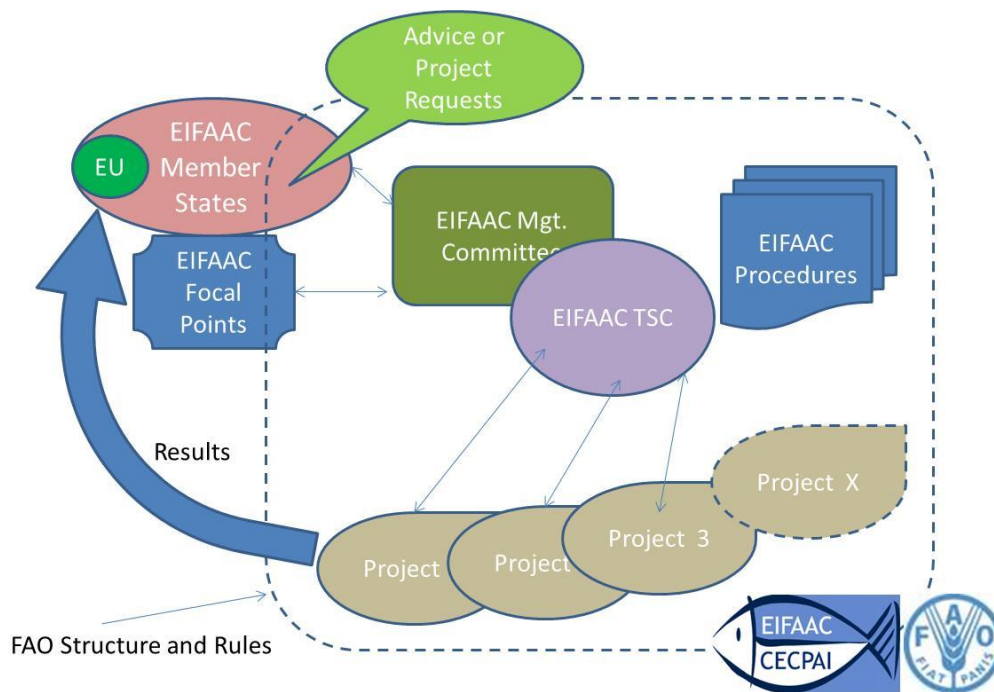 Advice or
Project
Requests
EIFAAC
Member
States
EU
EIFAAC Mgt.
Committee
EIFAAC
Procedures
EIFAAC
Focal
Points
EIFAAC TSC
Results
Project X
Project 3
Project
Project
FAO Structure and Rules
EIFAAC
CECPAI
F A O
FIAT PANIS